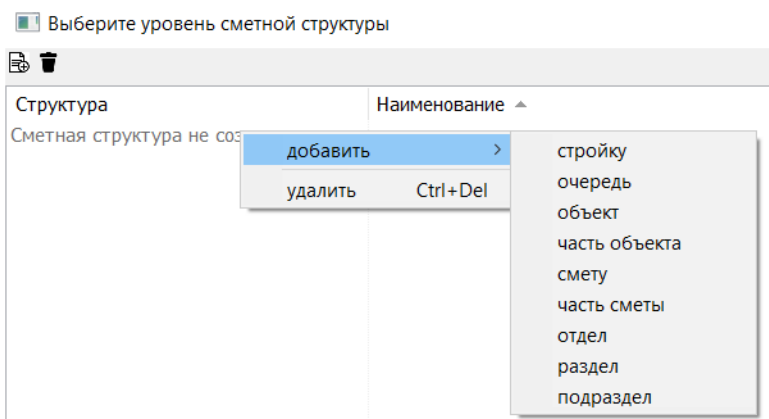 Выберите уровень сметной структуры
Структура Наименование
Сметная структура не соз
добавить
удалить Ctrl+Del
стройку
очередь
объект
часть объекта
смету
часть сметы
отдел
раздел
подраздел